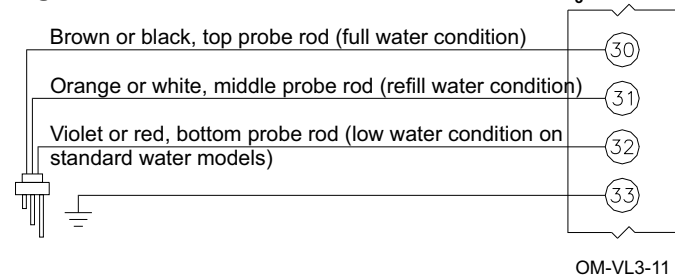 Brown or black, top probe rod (full water condition)
30
Orange or white, middle probe rod (refill water condition)
31
Violet or red, bottom probe rod (low water condition on
standard water models)
32
33
OM-VL3-11